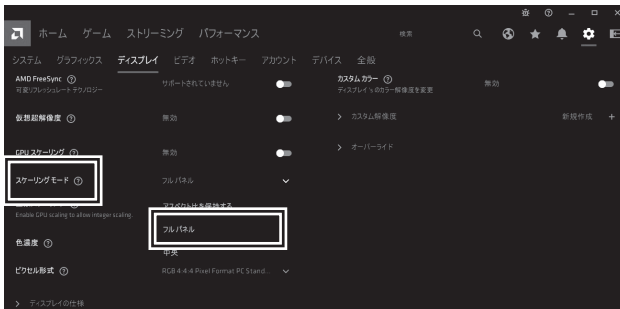 ホーム ゲーム ストリーミング パフォーマンス 検索
システム グラフィックス ディスプレイ ビデオ ホットキー アカウント デバイス 全般
AMD FreeSync
可変リフレッシュレート テクノロジー
サポートされていません
カスタム カラー
ディスプレイ's のカラー解像度を変更
無効
仮想超解像度 無効
カスタム解像度 新規作成 +
GPU スケーリング 無効
オーバーライド
スケーリング モード フル パネル
アスペクト比を保持する
Enable GPU scaling to allow integer scaling.
フル パネル
色濃度
中央
ピクセル形式 RGB 4:4:4 Pixel Format PC Stand...
ディスプレイの仕様